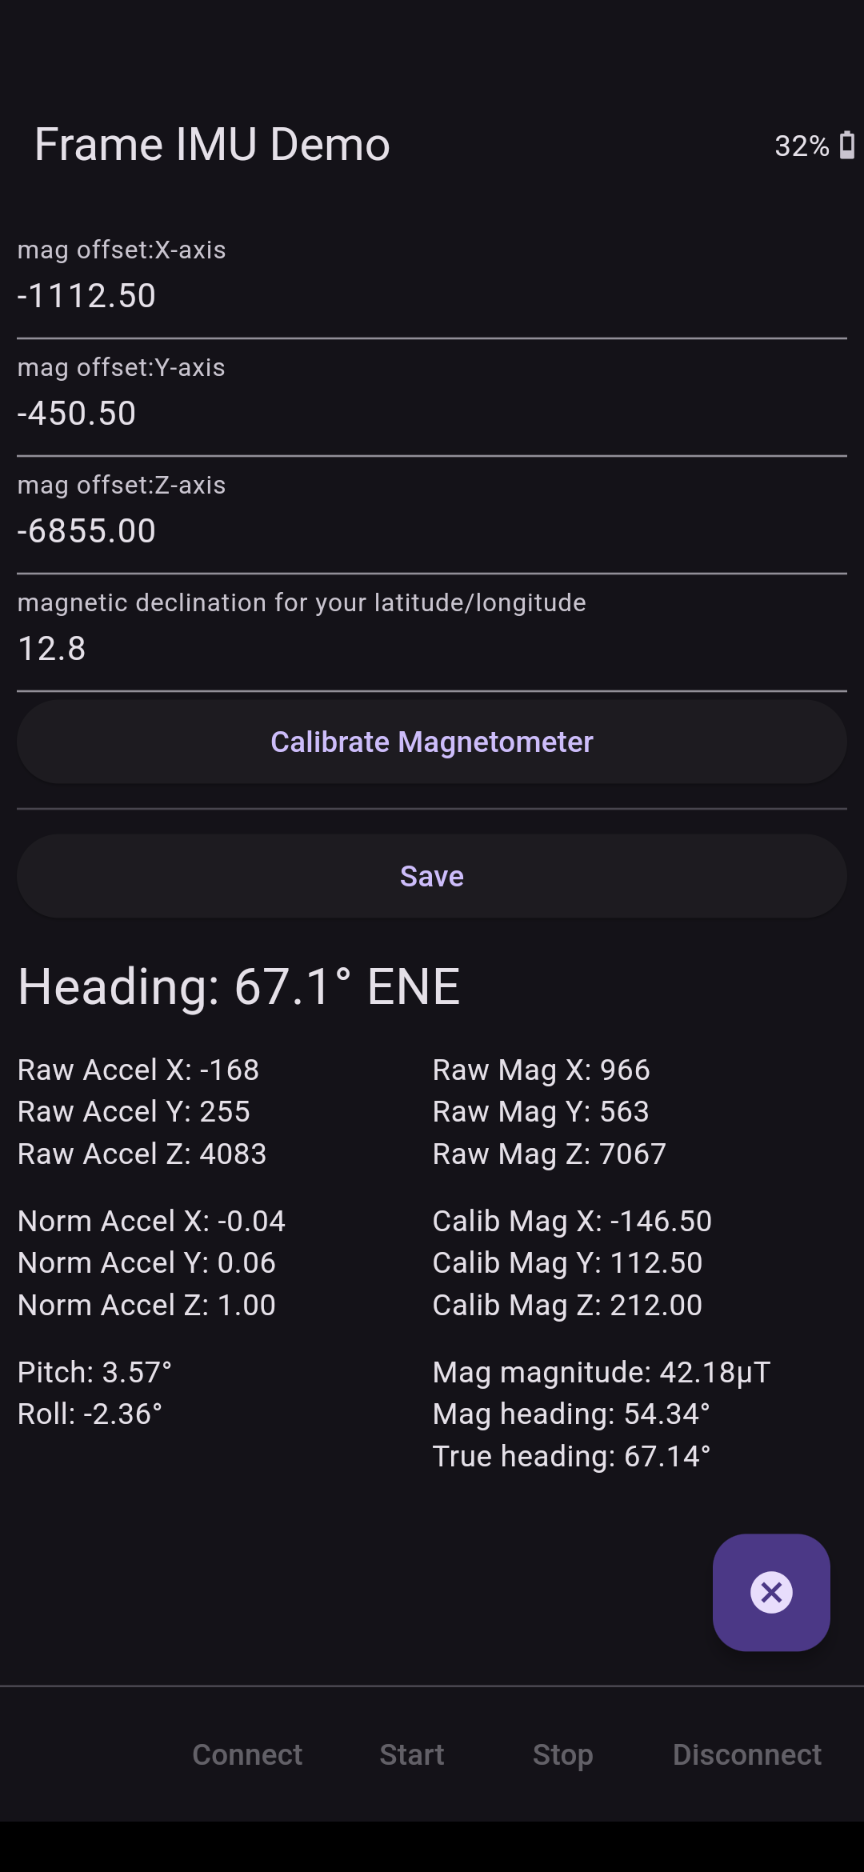 Frame IMU Demo
32%
mag offset:X-axis
-1112.50
mag offset:Y-axis
-450.50
mag offset:Z-axis
-6855.00
magnetic declination for your latitude/longitude
12.8
Calibrate Magnetometer
Save
Heading: 67.1° ENE
Raw Accel X: -168
Raw Accel Y: 255
Raw Accel Z: 4083
Norm Accel X: -0.04
Norm Accel Y: 0.06
Norm Accel Z: 1.00
Pitch: 3.57°
Roll: -2.36°
Raw Mag X: 966
Raw Mag Y: 563
Raw Mag Z: 7067
Calib Mag X: -146.50
Calib Mag Y: 112.50
Calib Mag Z: 212.00
Mag magnitude: 42.18µT
Mag heading: 54.34°
True heading: 67.14°
Connect
Start
Stop
Disconnect